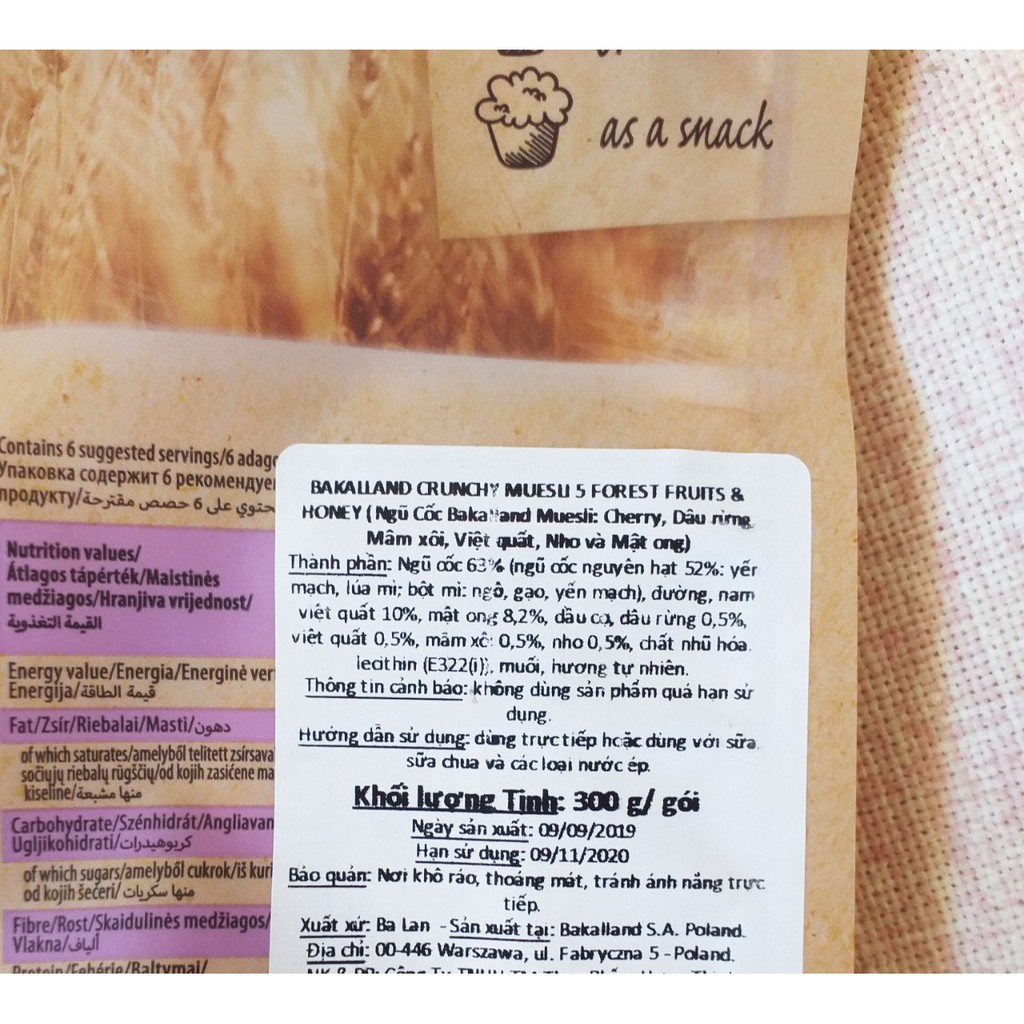 as a snack
Contains 6 suggested servings/6 adag
Упаковка содержит 6 рекомендуе
продукту/تحتوي على 6 حصص مقترحة
Nutrition values/
Átlagos tápérték/Maistinės
medžiagos/Hranjiva vrijednost/
القيمة التغذوية
Energy value/Energia/Energinė ver
Energija/قيمة الطاقة
Fat/Zsír/Riebalai/Masti/دهون
of which saturates/amelyből telített zsírsava
sočiųjų riebalų rūgščių/od kojih zasićene ma
kiseline/منها مشبعة
Carbohydrate/Szénhidrát/Angliavan
Ugljikohidrati/كربوهيدرات
of which sugars/amelyből cukrok/iš kuri
od kojih šećeri/منها سكريات
Fibre/Rost/Skaidulinės medžiagos/
Vlakna/ألياف
Protein/Fehérje/Baltymai/
BAKALLAND CRUNCHY MUESLI 5 FOREST FRUITS &
HONEY ( Ngũ Cốc Bakalland Muesli: Cherry, Dâu rừng,
Mâm xôi, Việt quất, Nho và Mật ong)
Thành phần: Ngũ cốc 63% (ngũ cốc nguyên hạt 52%: yến
mạch, lúa mì; bột mì: ngô, gạo, yến mạch), đường, nam
việt quất 10%, mật ong 8,2%, dầu cọ, dâu rừng 0,5%,
việt quất 0,5%, mâm xôi 0,5%, nho 0,5%, chất nhũ hóa:
lecithin (E322(i)), muối, hương tự nhiên.
Thông tin cảnh báo: không dùng sản phẩm quá hạn sử
dụng.
Hướng dẫn sử dụng: dùng trực tiếp hoặc dùng với sữa,
sữa chua và các loại nước ép.
Khối lượng Tịnh: 300 g/ gói
Ngày sản xuất: 09/09/2019
Hạn sử dụng: 09/11/2020
Bảo quản: Nơi khô ráo, thoáng mát, tránh ánh nắng trực
tiếp.
Xuất xứ: Ba Lan - Sản xuất tại: Bakalland S.A. Poland.
Địa chỉ: 00-446 Warszawa, ul. Fabryczna 5 - Poland.